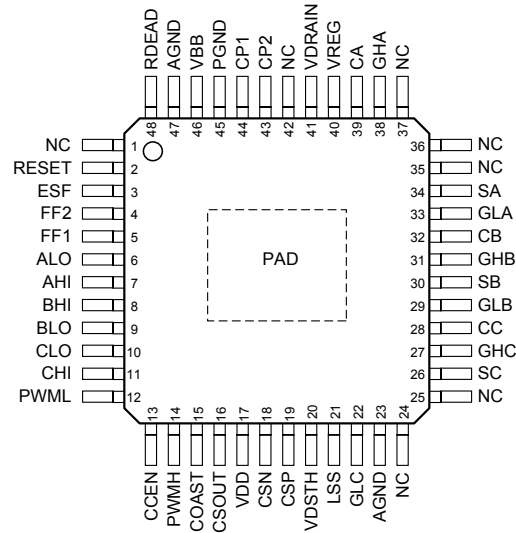 RDEAD AGND VBB PGND CP1 CP2 NC VDRAIN VREG CA GHA NC
48 47 46 45 44 43 42 41 40 39 38 37
NC 1
RESET 2
ESF 3
FF2 4
FF1 5
ALO 6
AHI 7
BHI 8
BLO 9
CLO 10
CHI 11
PWML 12
PAD
36 NC
35 NC
34 SA
33 GLA
32 CB
31 GHB
30 SB
29 GLB
28 CC
27 GHC
26 SC
25 NC
13 14 15 16 17 18 19 20 21 22 23 24
CCEN PWMH COAST CSOUT VDD CSN CSP VDSTH LSS GLC AGND NC